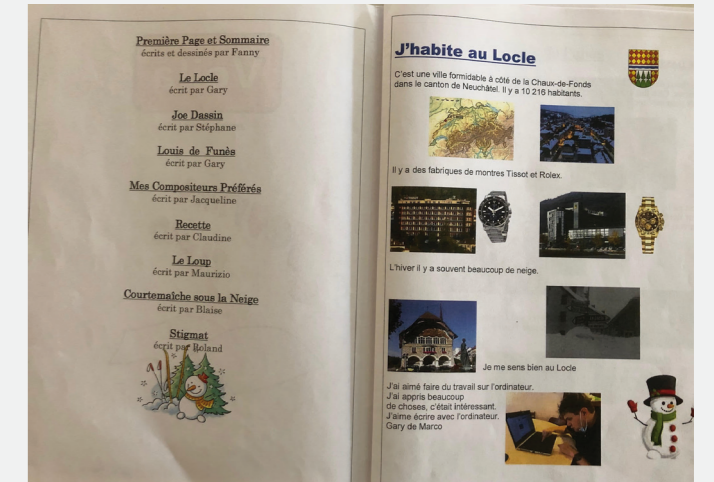 Première Page et Sommaire
écrits et dessinés par Fanny
Le Locle
écrit par Gary
Joe Dassin
écrit par Stéphane
Louis de Funès
écrit par Gary
Mes Compositeurs Préférés
écrit par Jacqueline
Recette
écrit par Claudine
Le Loup
écrit par Maurizio
Courtemaîche sous la Neige
écrit par Blaise
Stigmat
écrit par Roland
J'habite au Locle
C'est une ville formidable à côté de la Chaux-de-Fonds
dans le canton de Neuchâtel. Il y a 10 216 habitants.
Il y a des fabriques de montres Tissot et Rolex.
L'hiver il y a souvent beaucoup de neige.
Je me sens bien au Locle
J'ai aimé faire du travail sur l'ordinateur.
J'ai appris beaucoup
de choses, c'était intéressant.
J'aime écrire avec l'ordinateur.
Gary de Marco